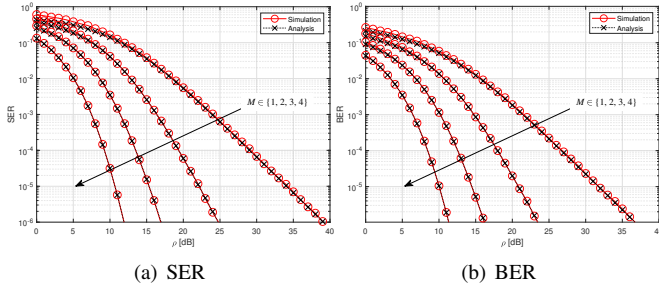 Simulation
Analysis
SER
10^0
10^-1
10^-2
10^-3
10^-4
10^-5
10^-6
M ∈ {1, 2, 3, 4}
0 5 10 15 20 25 30 35 40
ρ [dB]
(a) SER
Simulation
Analysis
BER
10^0
10^-1
10^-2
10^-3
10^-4
10^-5
10^-6
M ∈ {1, 2, 3, 4}
0 5 10 15 20 25 30 35 40
ρ [dB]
(b) BER